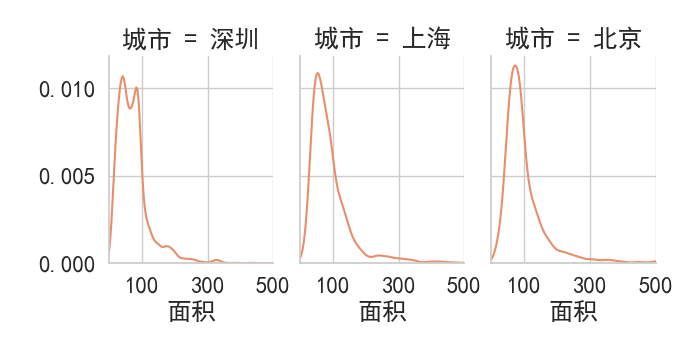 城市 = 深圳
城市 = 上海
城市 = 北京
0.010
0.005
0.000
100 300 500
100 300 500
100 300 500
面积
面积
面积